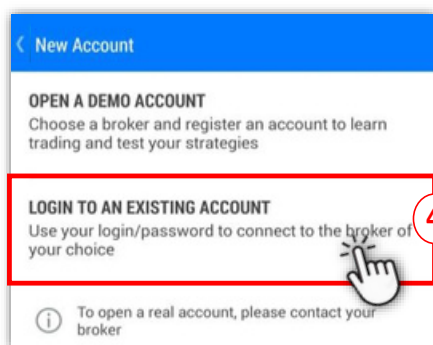 New Account
OPEN A DEMO ACCOUNT
Choose a broker and register an account to learn
trading and test your strategies
LOGIN TO AN EXISTING ACCOUNT
4
Use your login/password to connect to the broker of
your choice
To open a real account, please contact your
broker